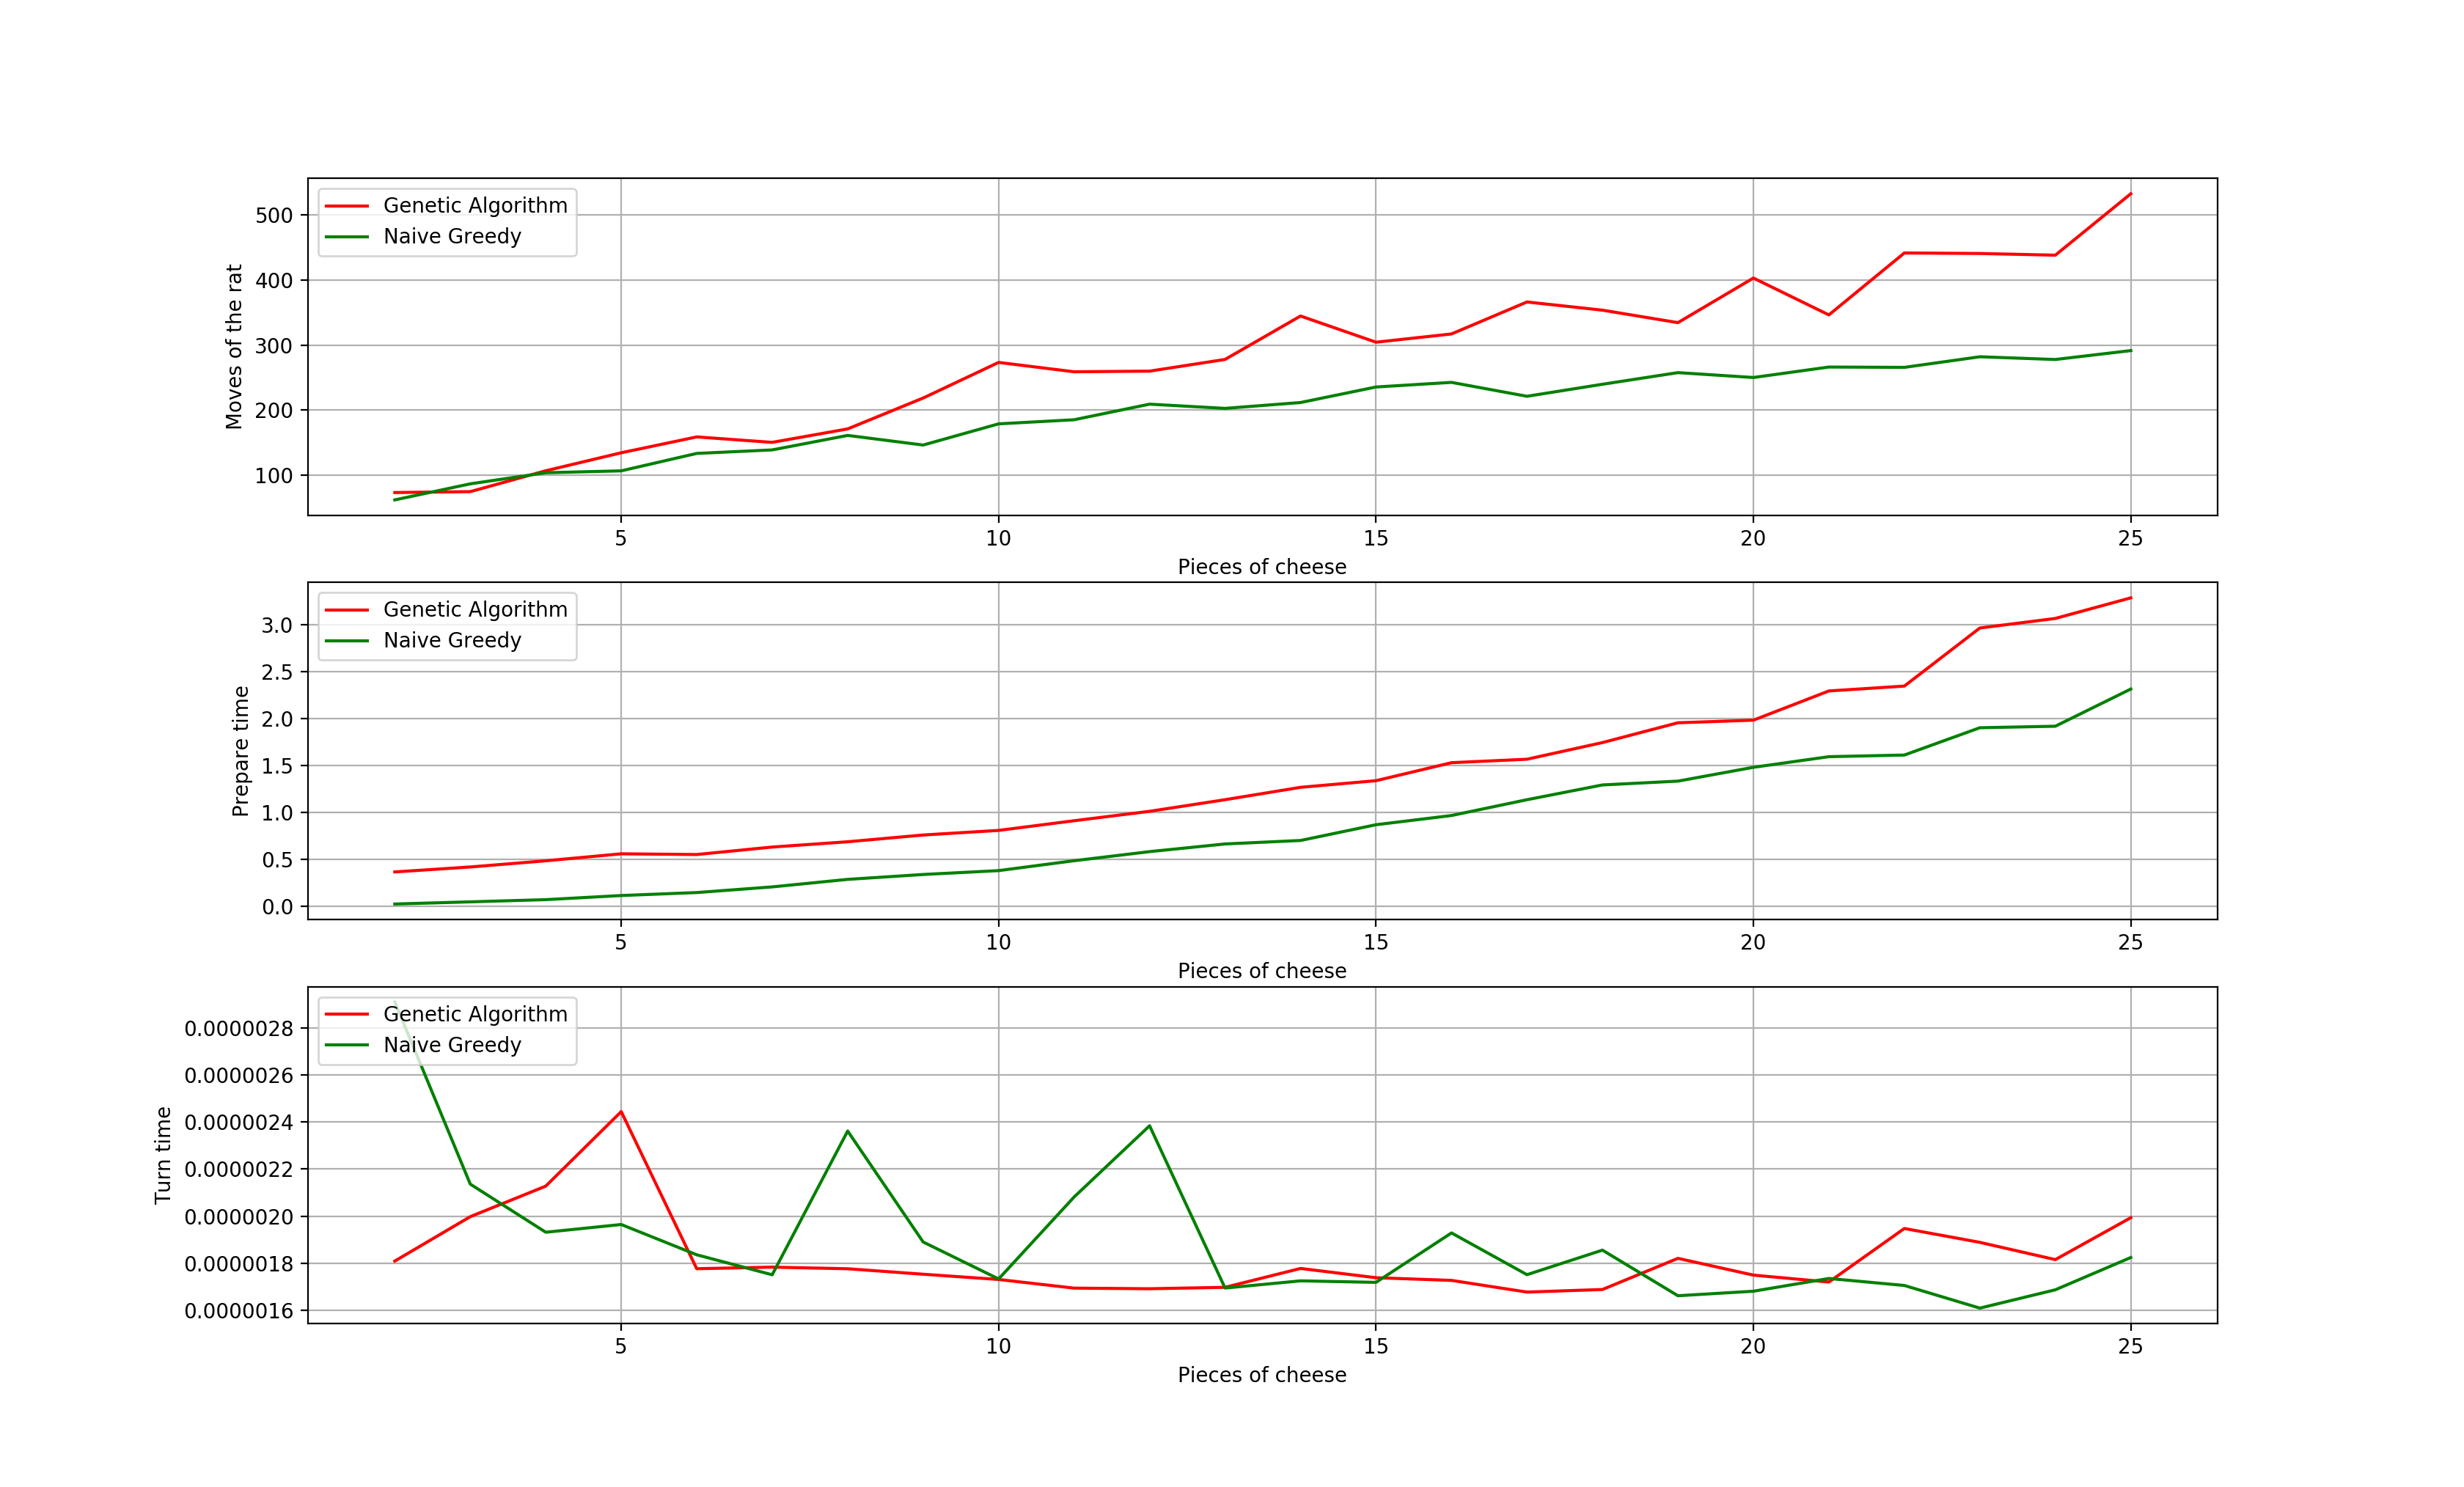 Genetic Algorithm
Naive Greedy
Moves of the rat
500
400
300
200
100
5 10 15 20 25
Pieces of cheese
Genetic Algorithm
Naive Greedy
Prepare time
3.0
2.5
2.0
1.5
1.0
0.5
0.0
5 10 15 20 25
Pieces of cheese
Genetic Algorithm
Naive Greedy
Turn time
0.0000028
0.0000026
0.0000024
0.0000022
0.0000020
0.0000018
0.0000016
5 10 15 20 25
Pieces of cheese